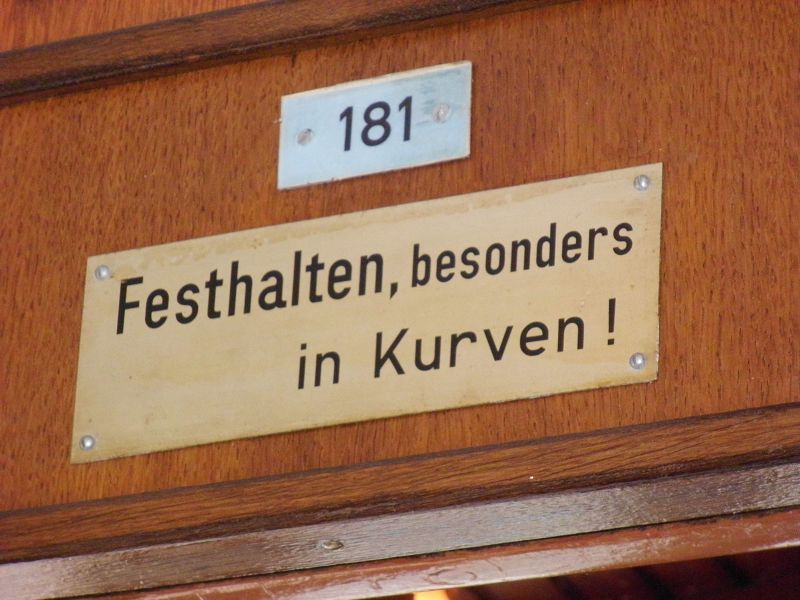 181
Festhalten, besonders
in Kurven!